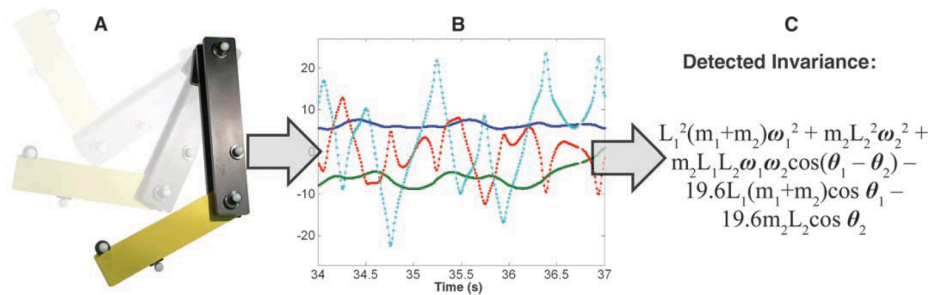 A
B
C
20
10
0
-10
-20
34
34.5
35
35.5
36
36.5
37
Time (s)
Detected Invariance:
L₁²(m₁+m₂)ω₁² + m₂L₂²ω₂² +
m₂L₁L₂ω₁ω₂cos(θ₁ − θ₂) −
19.6L₁(m₁+m₂)cos θ₁ −
19.6m₂L₂cos θ₂